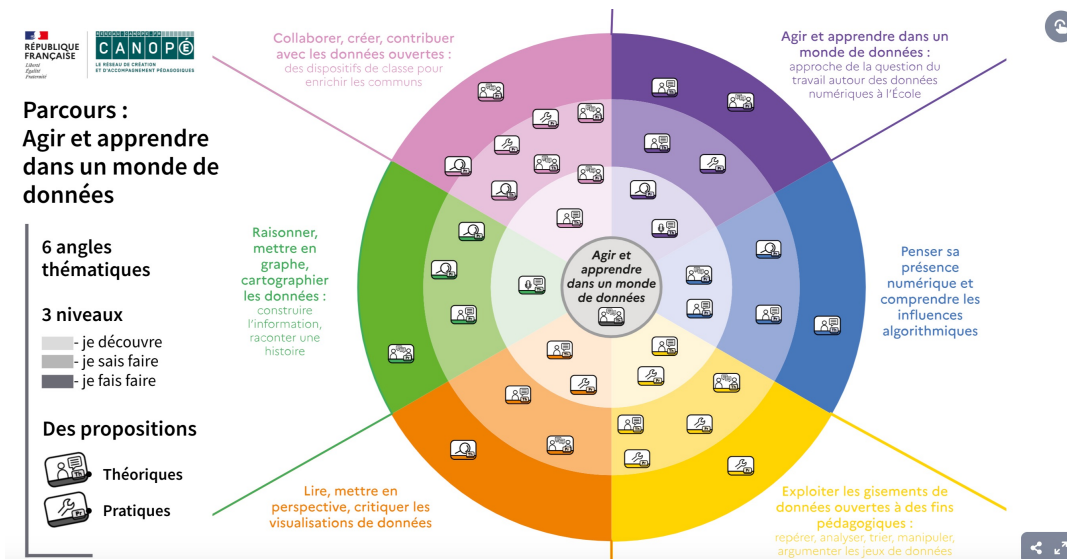 RÉPUBLIQUE
FRANÇAISE
Liberté
Égalité
Fraternité
CANOPÉ
LE RÉSEAU DE CRÉATION
ET D'ACCOMPAGNEMENT PÉDAGOGIQUES
Parcours :
Agir et apprendre
dans un monde de
données
6 angles
thématiques
3 niveaux
- je découvre
- je sais faire
- je fais faire
Des propositions
Théoriques
Pratiques
Collaborer, créer, contribuer
avec les données ouvertes :
des dispositifs de classe pour
enrichir les communs
Agir et apprendre dans un
monde de données :
approche de la question du
travail autour des données
numériques à l'École
Raisonner,
mettre en
graphe,
cartographier
les données :
construire
l'information,
raconter une
histoire
Agir et
apprendre
dans un monde
de données
Penser sa
présence
numérique et
comprendre les
influences
algorithmiques
Lire, mettre en
perspective, critiquer les
visualisations de données
Exploiter les gisements de
données ouvertes à des fins
pédagogiques :
repérer, analyser, trier, manipuler,
argumenter les jeux de données